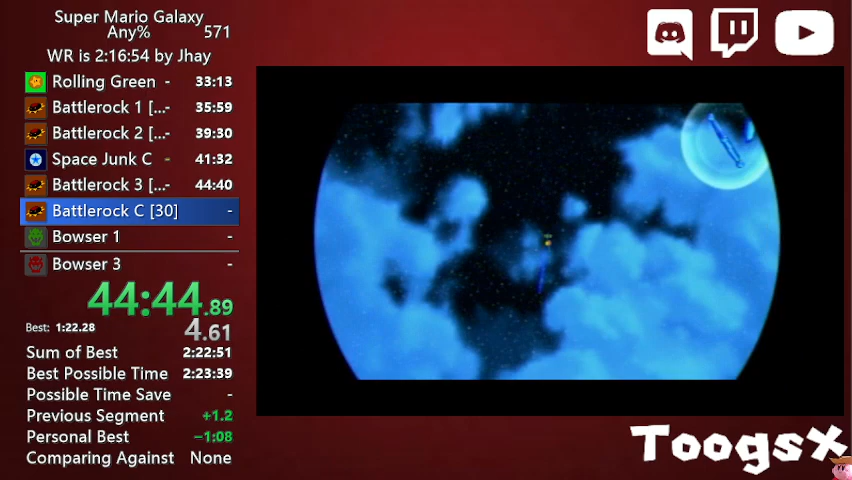 Super Mario Galaxy
Any% 571
WR is 2:16:54 by Jhay
Rolling Green - 33:13
Battlerock 1 [...- 35:59
Battlerock 2 [...- 39:30
Space Junk C - 41:32
Battlerock 3 [...- 44:40
Battlerock C [30] -
Bowser 1 -
Bowser 3 -
44:44.89
Best: 1:22.28 4.61
Sum of Best 2:22:51
Best Possible Time 2:23:39
Possible Time Save -
Previous Segment +1.2
Personal Best −1:08
Comparing Against None
ToogsX